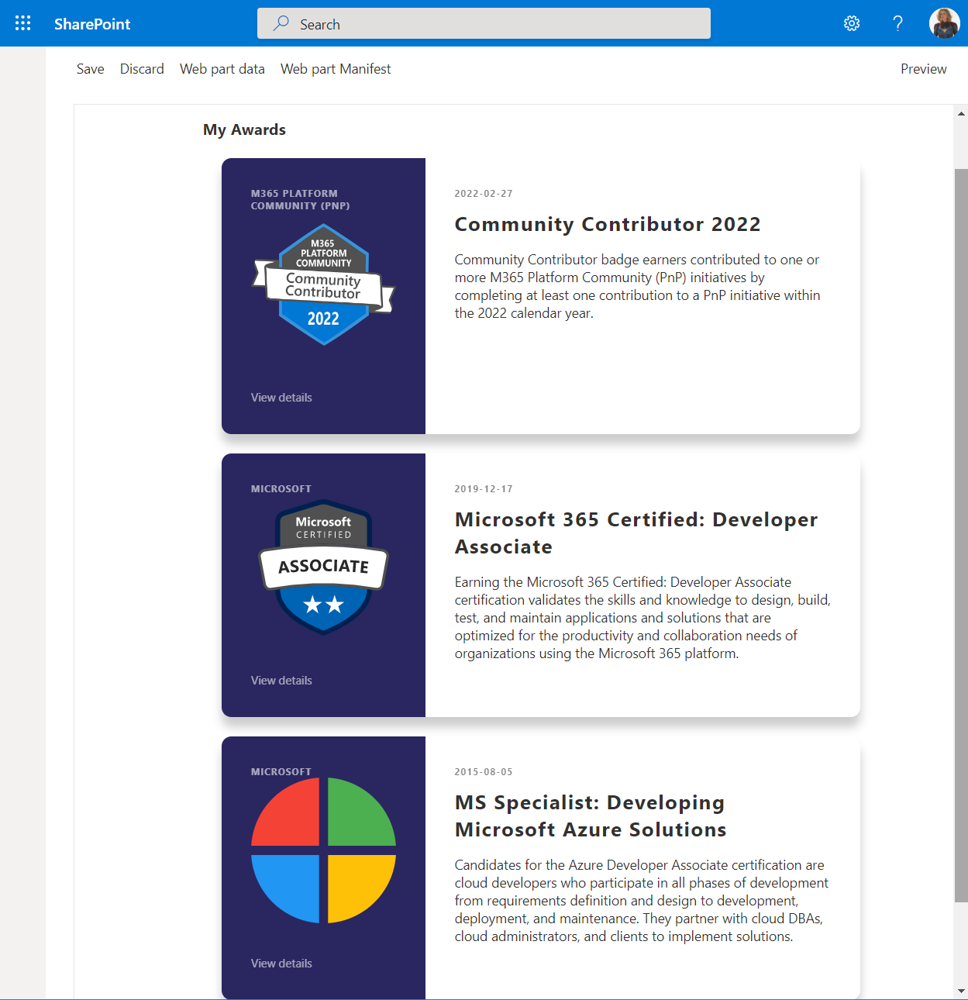 SharePoint
Search
?
Save Discard Web part data Web part Manifest Preview
My Awards
M365 PLATFORM
COMMUNITY (PNP)
M365
PLATFORM
COMMUNITY
Community
Contributor
2022
View details
2022-02-27
Community Contributor 2022
Community Contributor badge earners contributed to one or
more M365 Platform Community (PnP) initiatives by
completing at least one contribution to a PnP initiative within
the 2022 calendar year.
MICROSOFT
Microsoft
CERTIFIED
ASSOCIATE
View details
2019-12-17
Microsoft 365 Certified: Developer
Associate
Earning the Microsoft 365 Certified: Developer Associate
certification validates the skills and knowledge to design, build,
test, and maintain applications and solutions that are
optimized for the productivity and collaboration needs of
organizations using the Microsoft 365 platform.
MICROSOFT
View details
2015-08-05
MS Specialist: Developing
Microsoft Azure Solutions
Candidates for the Azure Developer Associate certification are
cloud developers who participate in all phases of development
from requirements definition and design to development,
deployment, and maintenance. They partner with cloud DBAs,
cloud administrators, and clients to implement solutions.